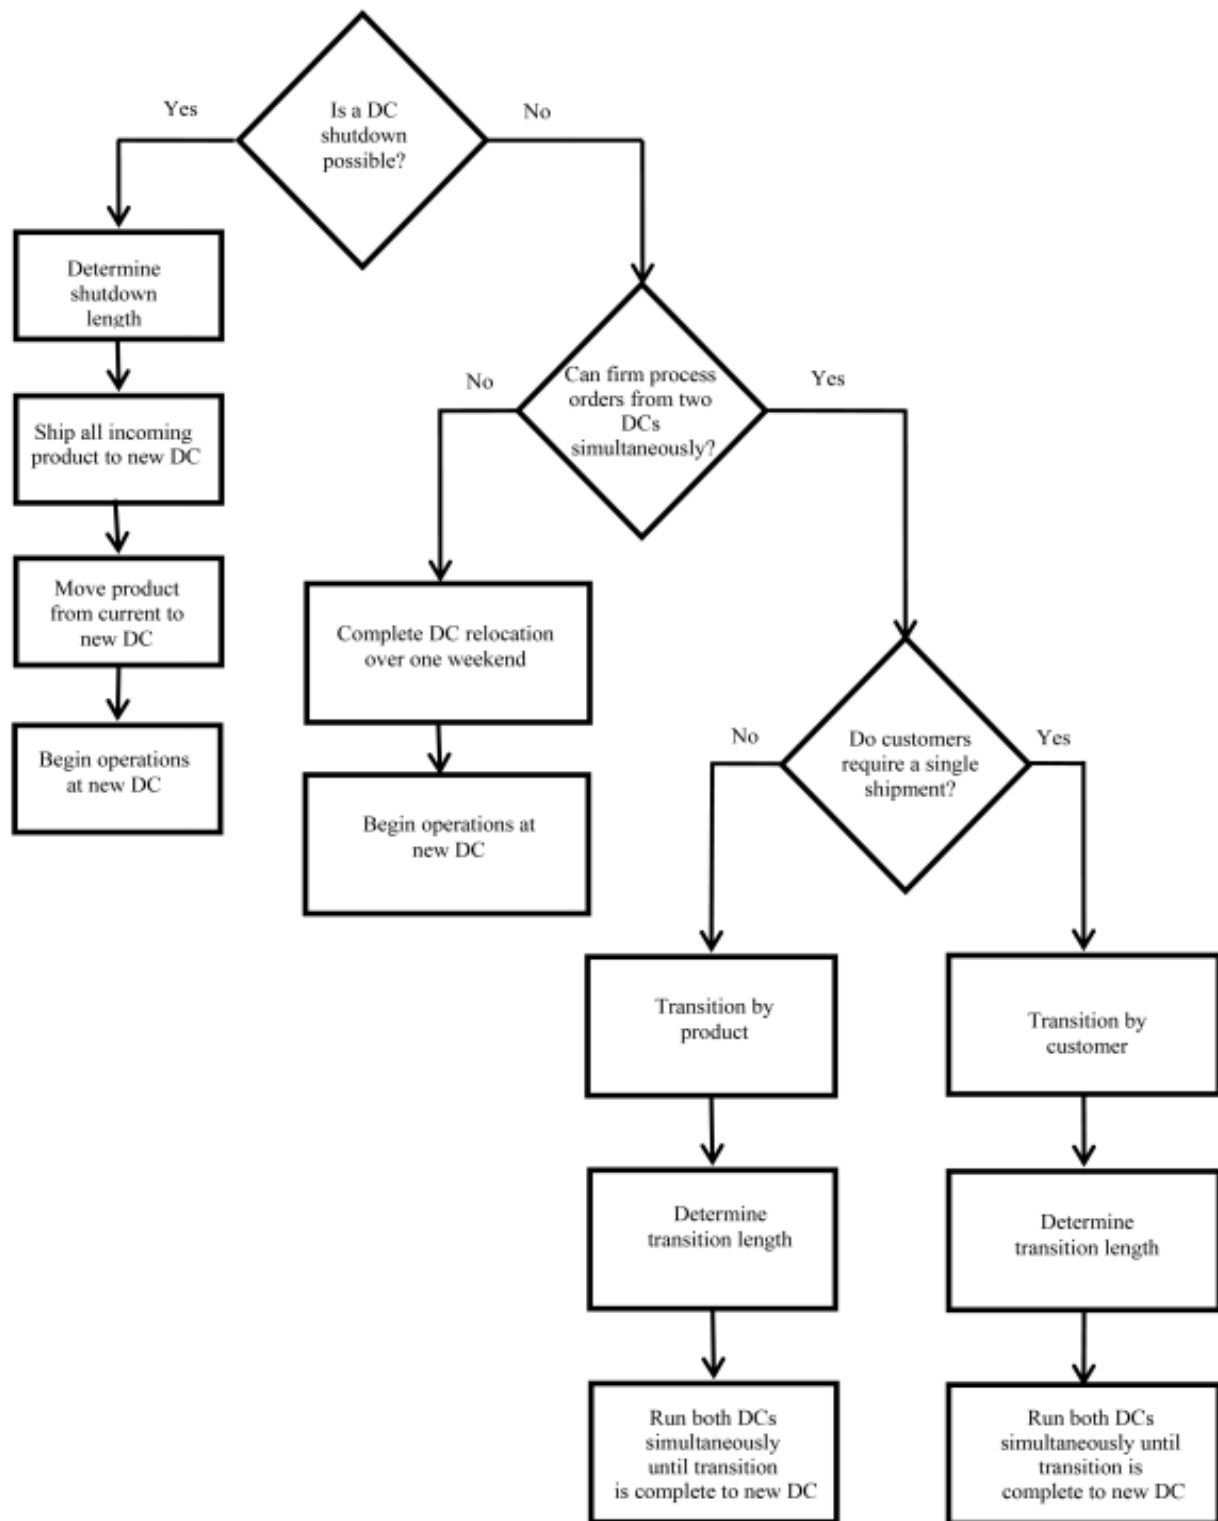 Yes
Is a DC
shutdown
possible?
No
Determine
shutdown
length
Ship all incoming
product to new DC
Move product
from current to
new DC
Begin operations
at new DC
No
Can firm process
orders from two
DCs
simultaneously?
Yes
Complete DC relocation
over one weekend
Begin operations at
new DC
No
Do customers
require a single
shipment?
Yes
Transition by
product
Determine
transition length
Run both DCs
simultaneously
until transition
is complete to new DC
Transition by
customer
Determine
transition length
Run both DCs
simultaneously until
transition is
complete to new DC